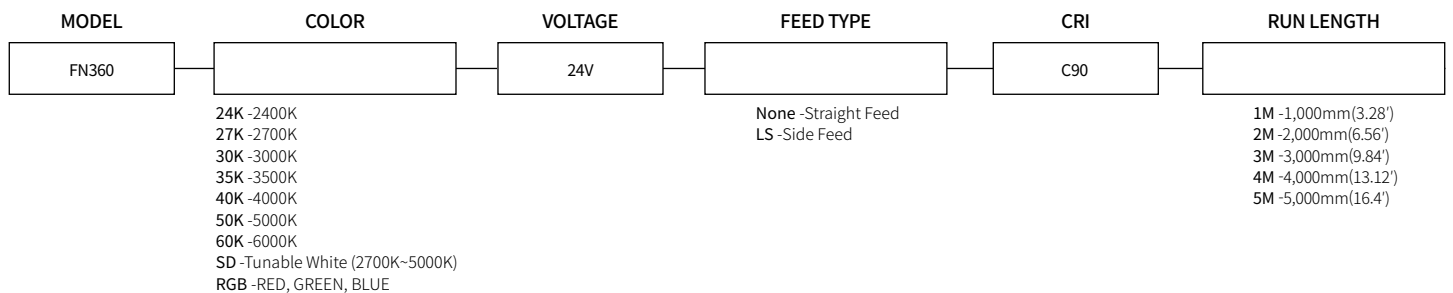 MODEL COLOR VOLTAGE FEED TYPE CRI RUN LENGTH
FN360 24V C90
24K -2400K
27K -2700K
30K -3000K
35K -3500K
40K -4000K
50K -5000K
60K -6000K
SD -Tunable White (2700K~5000K)
RGB -RED, GREEN, BLUE
None -Straight Feed
LS -Side Feed
1M -1,000mm(3.28′)
2M -2,000mm(6.56′)
3M -3,000mm(9.84′)
4M -4,000mm(13.12′)
5M -5,000mm(16.4′)